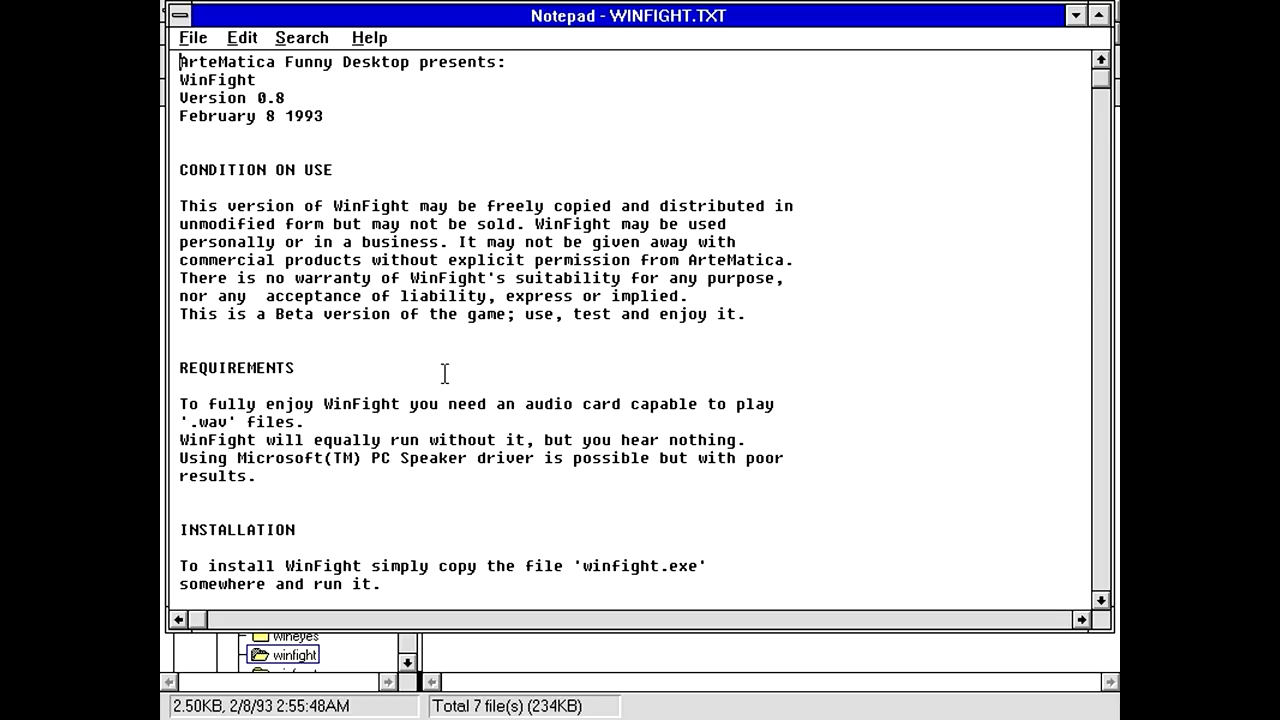 Notepad - WINFIGHT.TXT
File Edit Search Help
ArteMatica Funny Desktop presents:
WinFight
Version 0.8
February 8 1993
CONDITION ON USE
This version of WinFight may be freely copied and distributed in
unmodified form but may not be sold. WinFight may be used
personally or in a business. It may not be given away with
commercial products without explicit permission from ArteMatica.
There is no warranty of WinFight's suitability for any purpose,
nor any  acceptance of liability, express or implied.
This is a Beta version of the game; use, test and enjoy it.
REQUIREMENTS
To fully enjoy WinFight you need an audio card capable to play
'.wav' files.
WinFight will equally run without it, but you hear nothing.
Using Microsoft(TM) PC Speaker driver is possible but with poor
results.
INSTALLATION
To install WinFight simply copy the file 'winfight.exe'
somewhere and run it.
wineyes
winfight
2.50KB, 2/8/93 2:55:48AM
Total 7 file(s) (234KB)